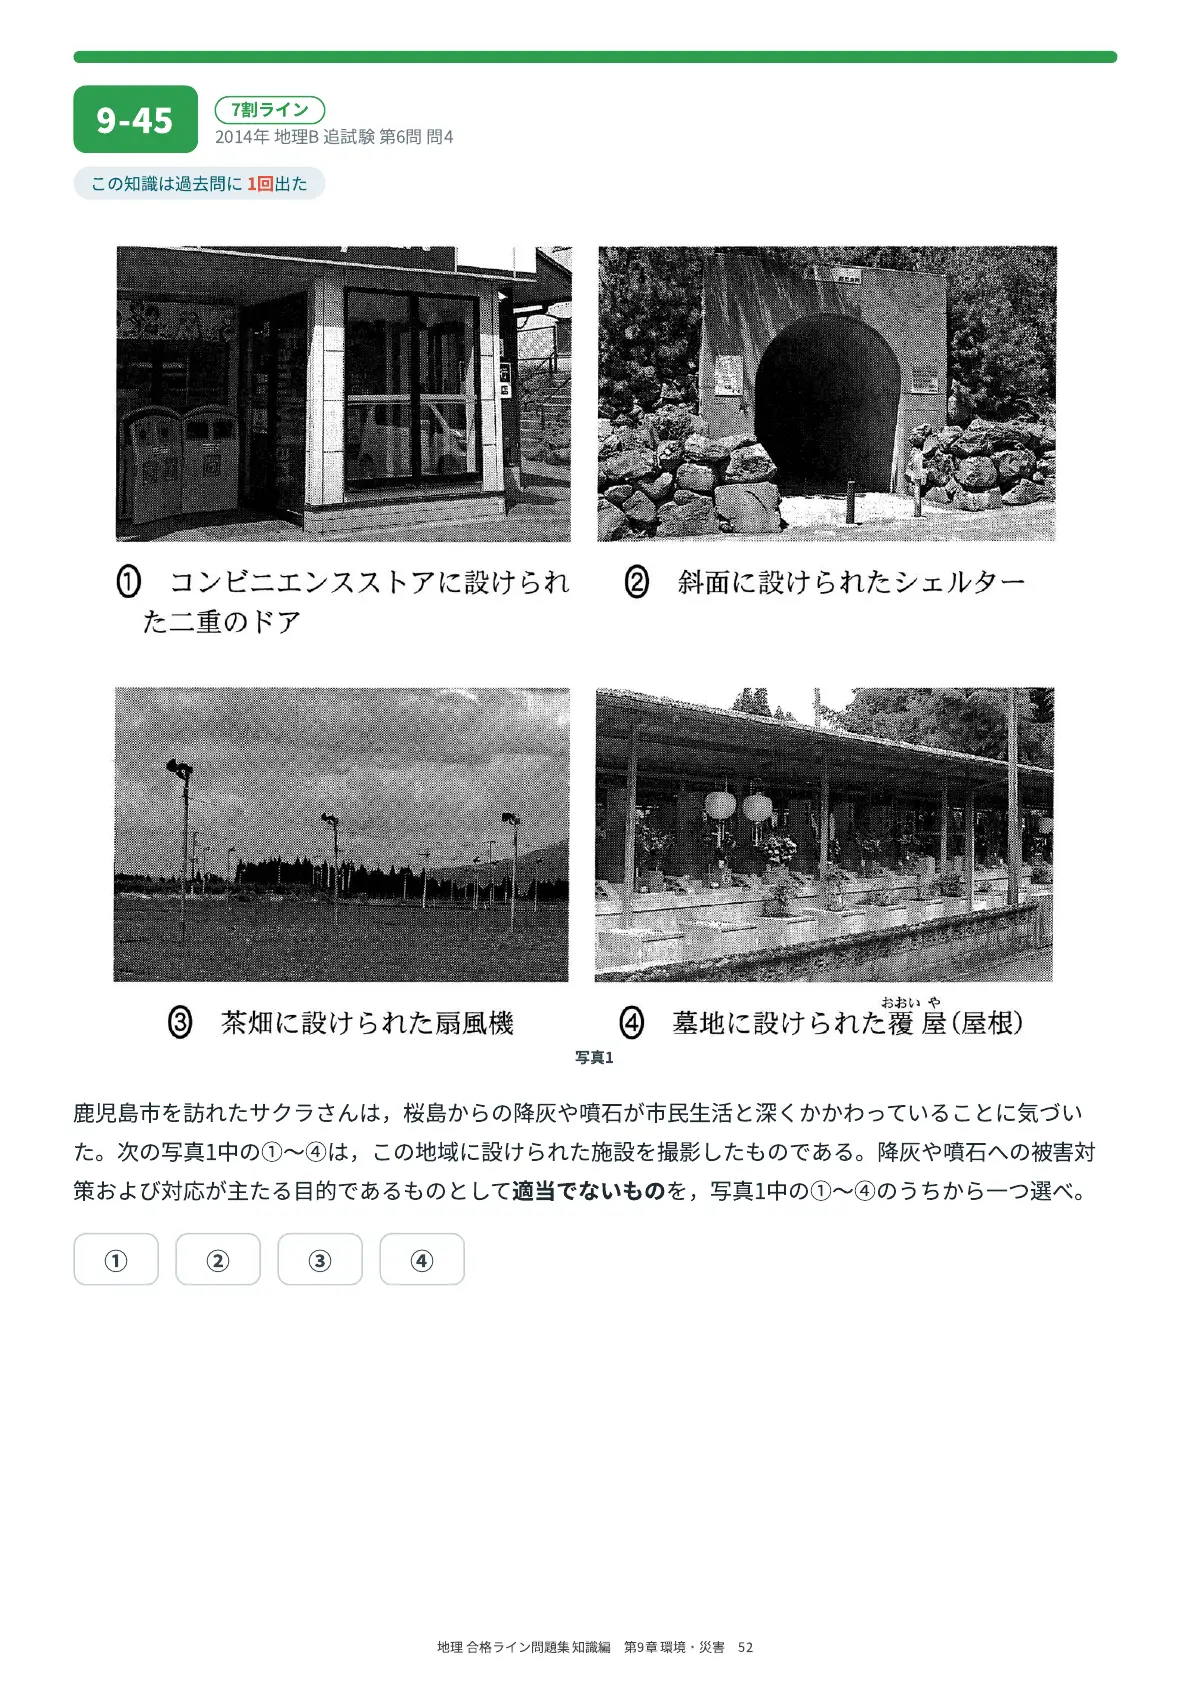 9-45
7割ライン
2014年 地理B 追試験 第6問 問4
この知識は過去問に 1回出た
① コンビニエンスストアに設けられ
た二重のドア
② 斜面に設けられたシェルター
③ 茶畑に設けられた扇風機
おおい や
④ 墓地に設けられた覆屋(屋根)
写真1
鹿児島市を訪れたサクラさんは，桜島からの降灰や噴石が市民生活と深くかかわっていることに気づい
た。次の写真1中の①〜④は，この地域に設けられた施設を撮影したものである。降灰や噴石への被害対
策および対応が主たる目的であるものとして適当でないものを，写真1中の①〜④のうちから一つ選べ。
① ② ③ ④
地理 合格ライン問題集 知識編 第9章 環境・災害 52